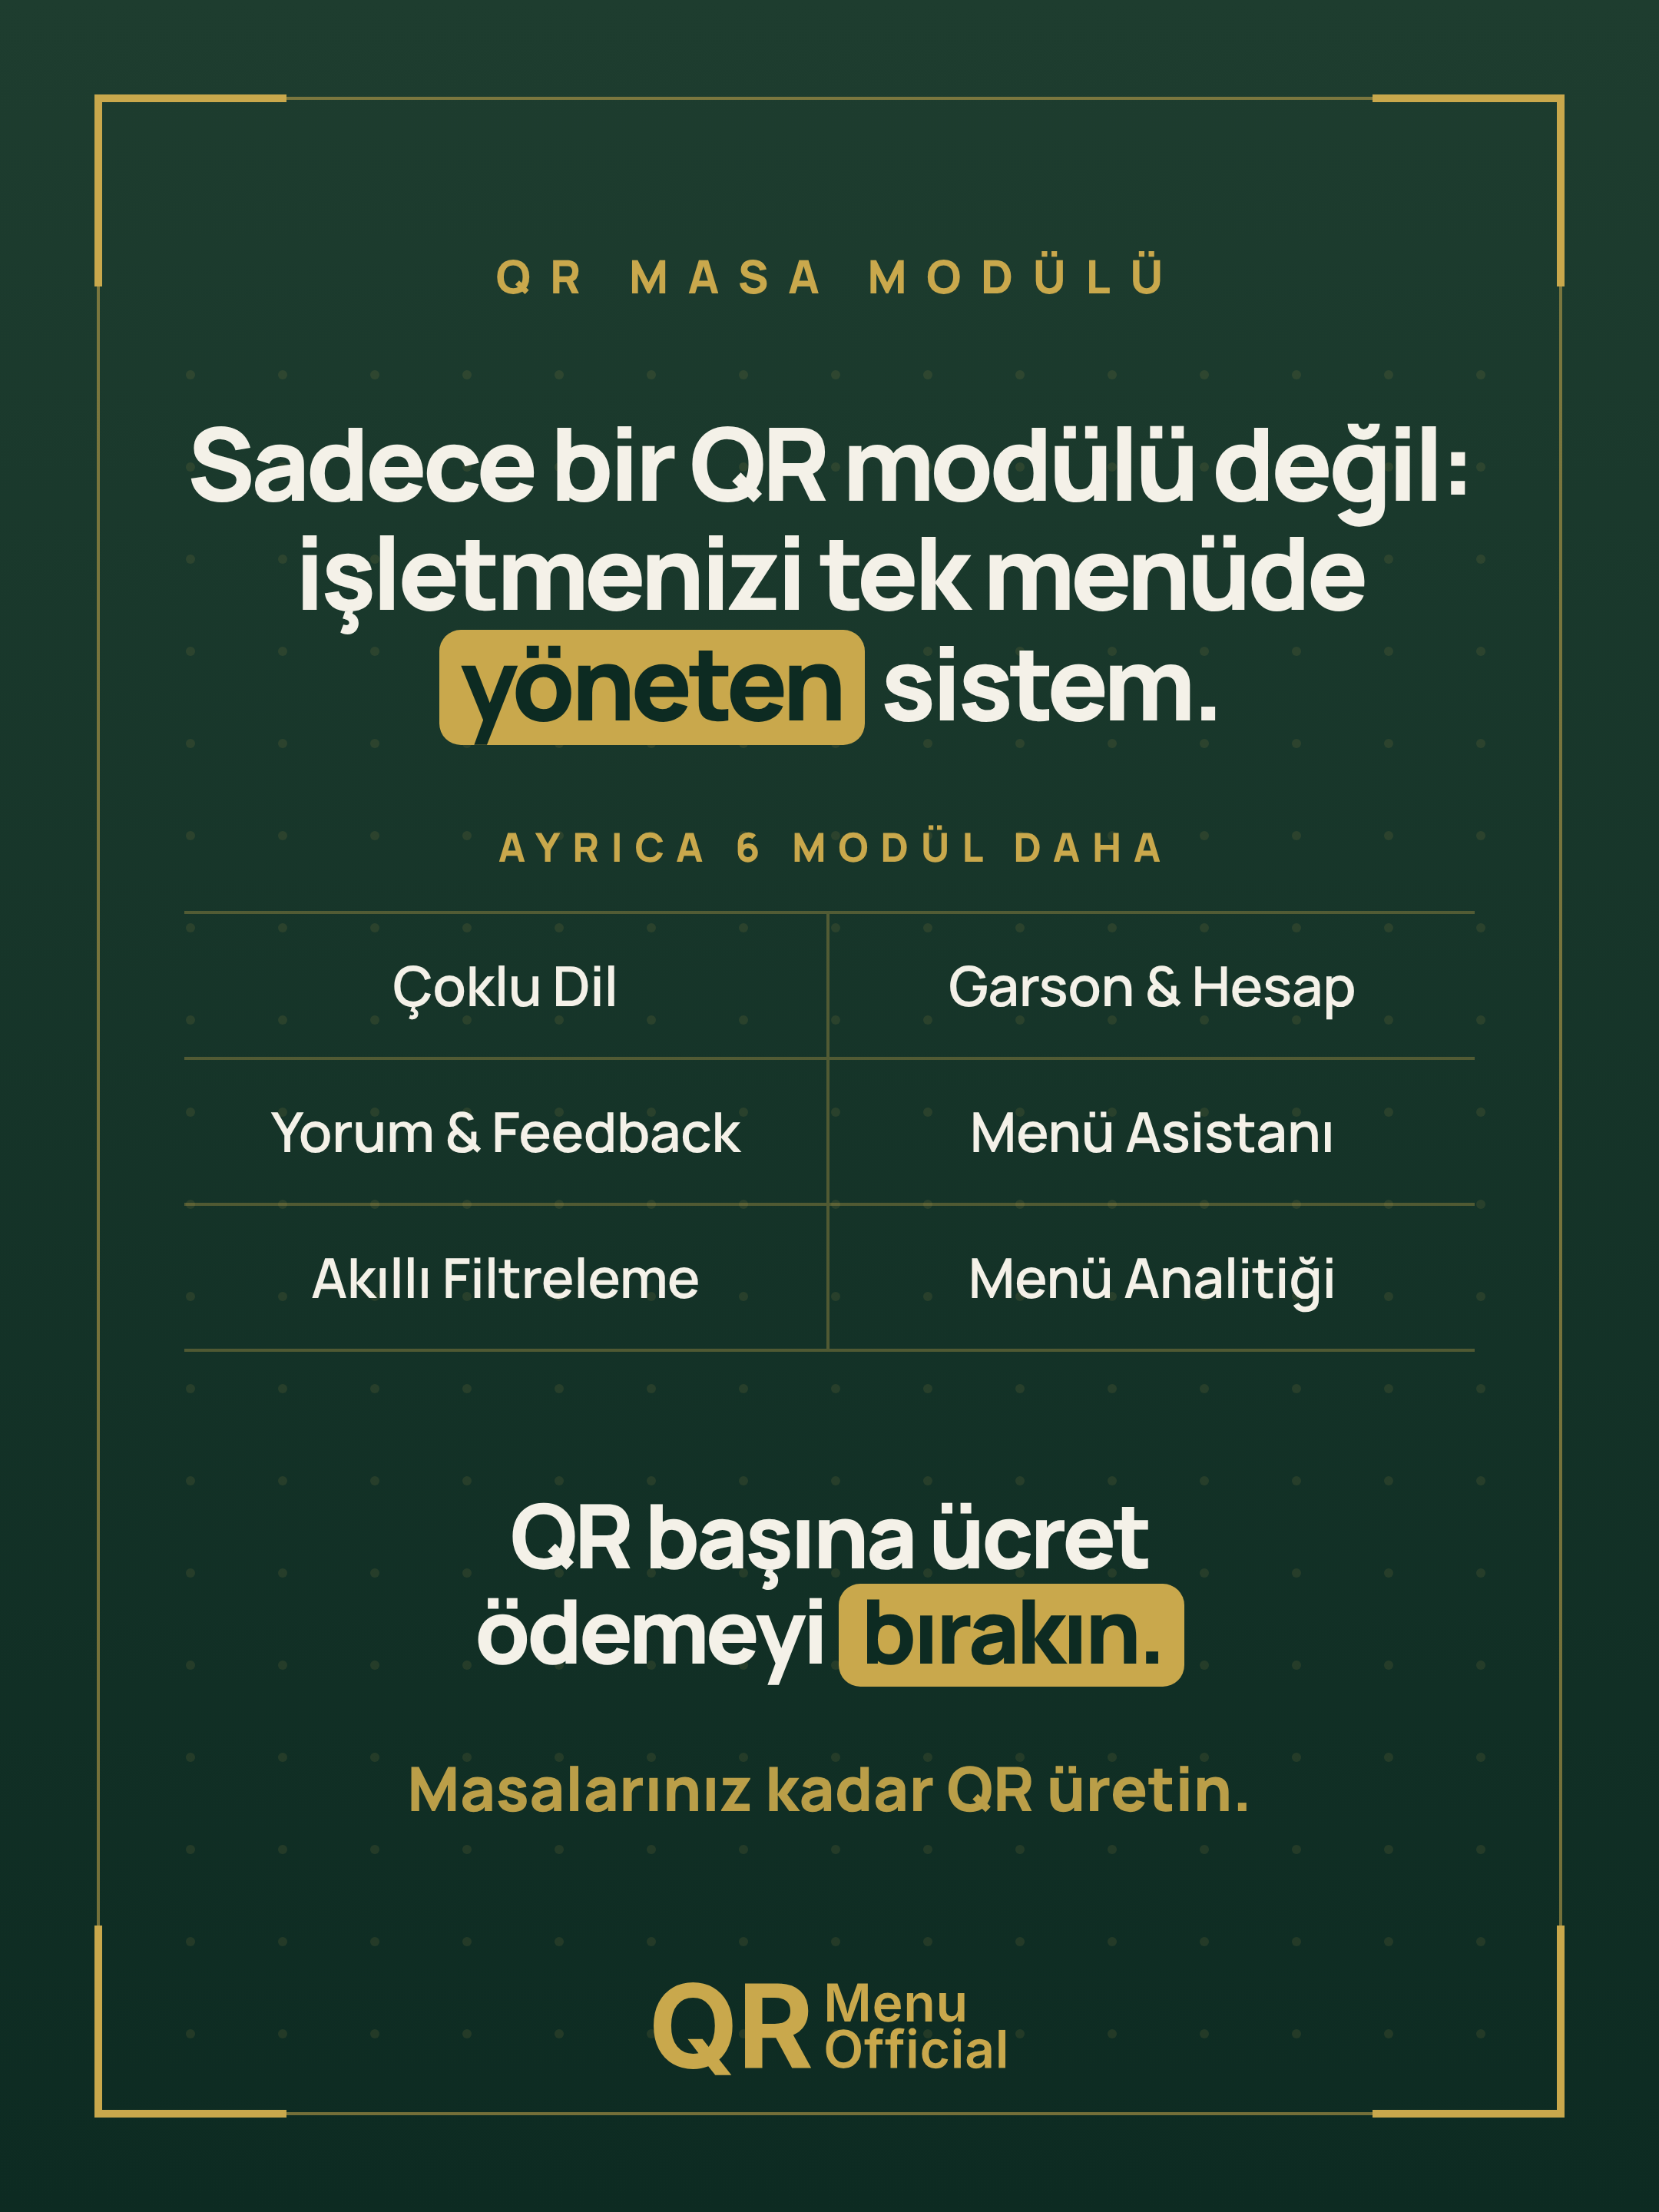 QR MASA MODÜLÜ
Sadece bir QR modülü değil:
işletmenizi tek menüde
yöneten sistem.
AYRICA 6 MODÜL DAHA
Çoklu Dil
Garson & Hesap
Yorum & Feedback
Menü Asistanı
Akıllı Filtreleme
Menü Analitiği
QR başına ücret
ödemeyi bırakın.
Masalarınız kadar QR üretin.
QR Menu
Official